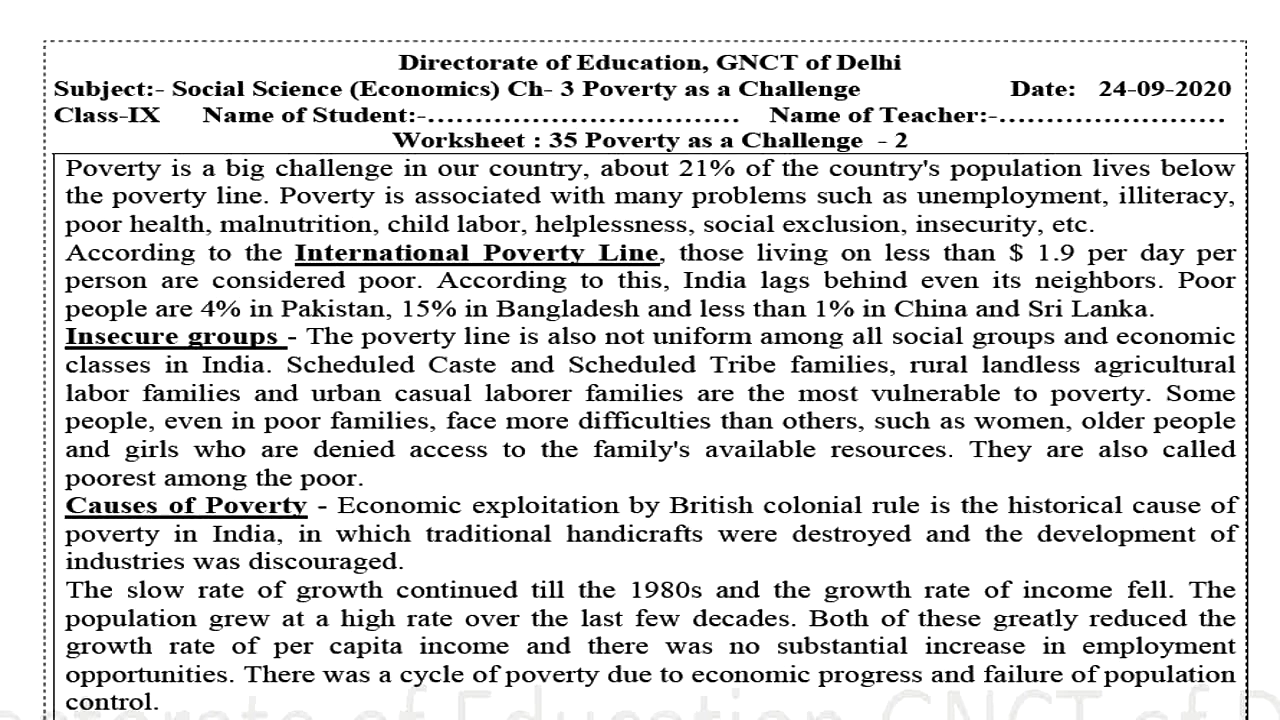 Directorate of Education, GNCT of Delhi
Subject:- Social Science (Economics) Ch- 3 Poverty as a Challenge Date: 24-09-2020
Class-IX Name of Student:-................................. Name of Teacher:-........................
Worksheet : 35 Poverty as a Challenge - 2
Poverty is a big challenge in our country, about 21% of the country's population lives below
the poverty line. Poverty is associated with many problems such as unemployment, illiteracy,
poor health, malnutrition, child labor, helplessness, social exclusion, insecurity, etc.
According to the International Poverty Line, those living on less than $ 1.9 per day per
person are considered poor. According to this, India lags behind even its neighbors. Poor
people are 4% in Pakistan, 15% in Bangladesh and less than 1% in China and Sri Lanka.
Insecure groups - The poverty line is also not uniform among all social groups and economic
classes in India. Scheduled Caste and Scheduled Tribe families, rural landless agricultural
labor families and urban casual laborer families are the most vulnerable to poverty. Some
people, even in poor families, face more difficulties than others, such as women, older people
and girls who are denied access to the family's available resources. They are also called
poorest among the poor.
Causes of Poverty - Economic exploitation by British colonial rule is the historical cause of
poverty in India, in which traditional handicrafts were destroyed and the development of
industries was discouraged.
The slow rate of growth continued till the 1980s and the growth rate of income fell. The
population grew at a high rate over the last few decades. Both of these greatly reduced the
growth rate of per capita income and there was no substantial increase in employment
opportunities. There was a cycle of poverty due to economic progress and failure of population
control.
of Education GNCT of